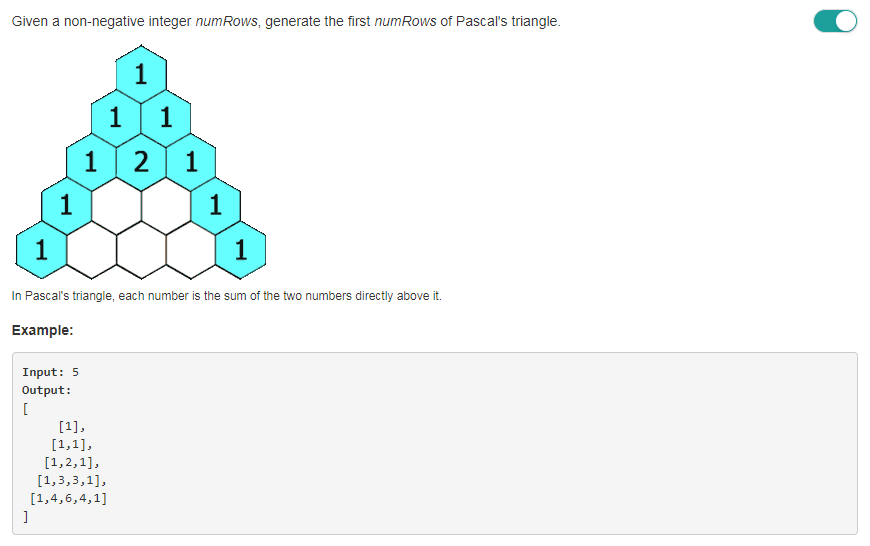 Given a non-negative integer numRows, generate the first numRows of Pascal's triangle.
1
1 1
1 2 1
1 1
1 1
In Pascal's triangle, each number is the sum of the two numbers directly above it.
Example:
Input: 5
Output:
[
     [1],
    [1,1],
   [1,2,1],
  [1,3,3,1],
 [1,4,6,4,1]
]